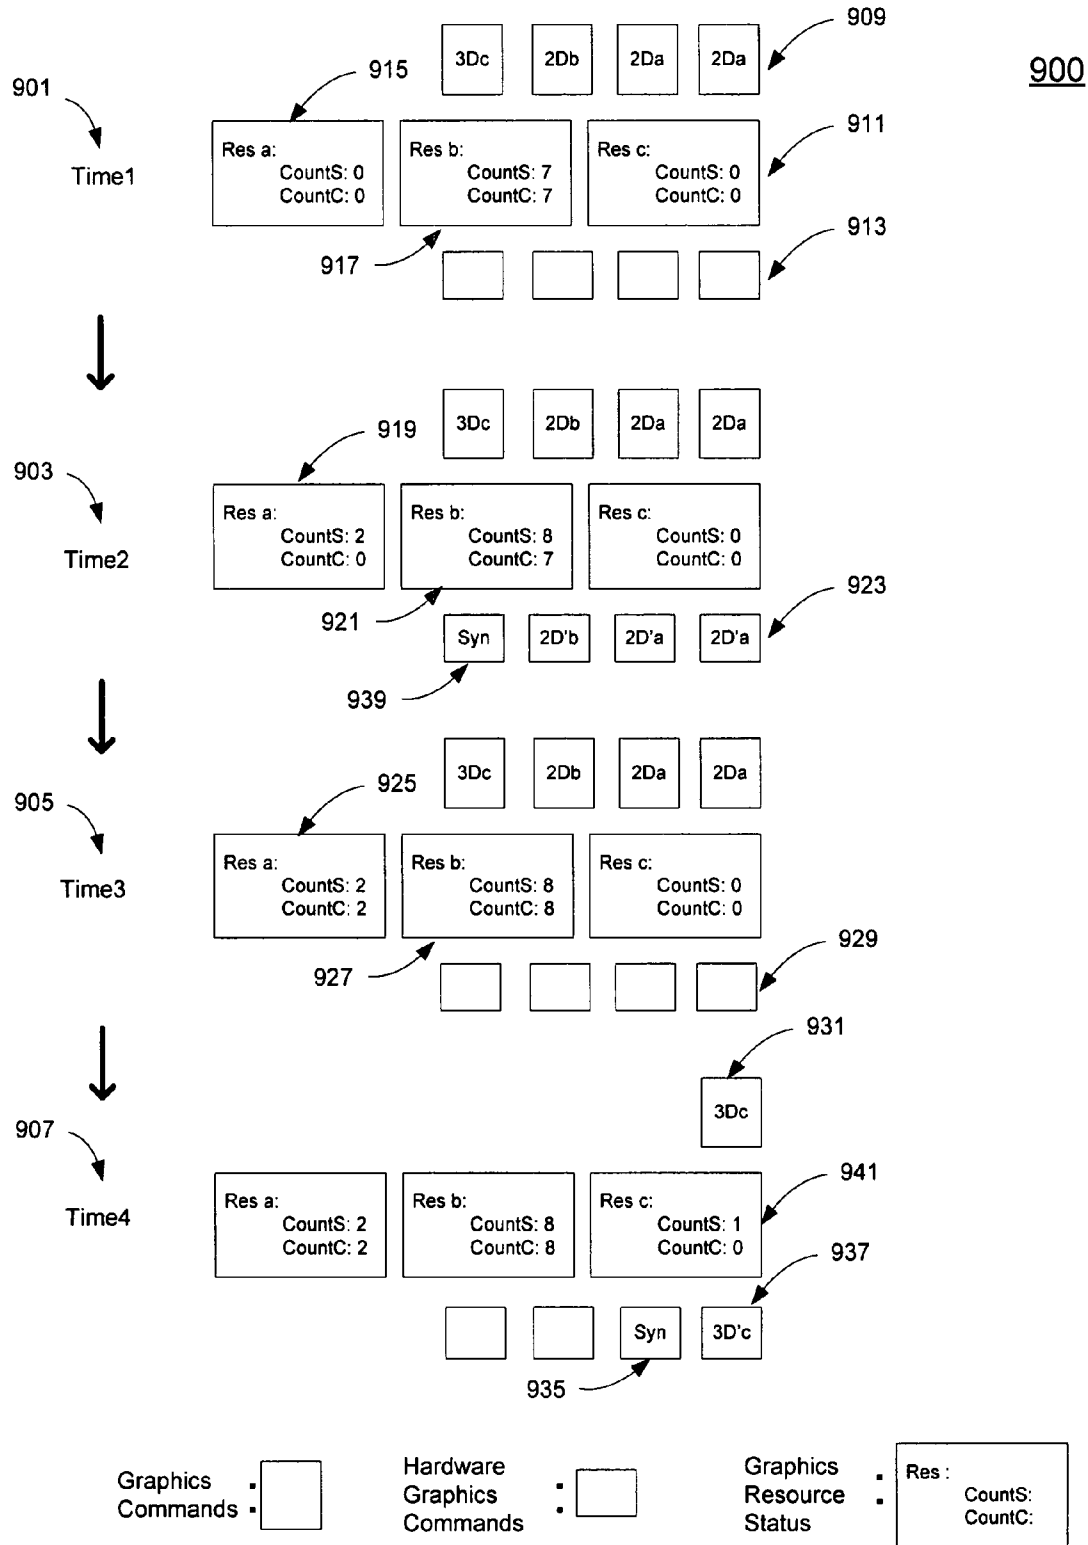 909
3Dc 2Db 2Da 2Da
900
915
901
911
Time1
Res a:
CountS: 0
CountC: 0
Res b:
CountS: 7
CountC: 7
Res c:
CountS: 0
CountC: 0
913
917
3Dc 2Db 2Da 2Da
919
903
Time2
Res a:
CountS: 2
CountC: 0
Res b:
CountS: 8
CountC: 7
Res c:
CountS: 0
CountC: 0
923
921
Syn 2D'b 2D'a 2D'a
939
3Dc 2Db 2Da 2Da
925
905
Time3
Res a:
CountS: 2
CountC: 2
Res b:
CountS: 8
CountC: 8
Res c:
CountS: 0
CountC: 0
929
927
931
3Dc
907
Time4
Res a:
CountS: 2
CountC: 2
Res b:
CountS: 8
CountC: 8
Res c:
CountS: 1
CountC: 0
941
937
Syn 3D'c
935
Graphics
Commands :
Hardware
Graphics
Commands :
Graphics
Resource
Status :
Res :
CountS:
CountC: